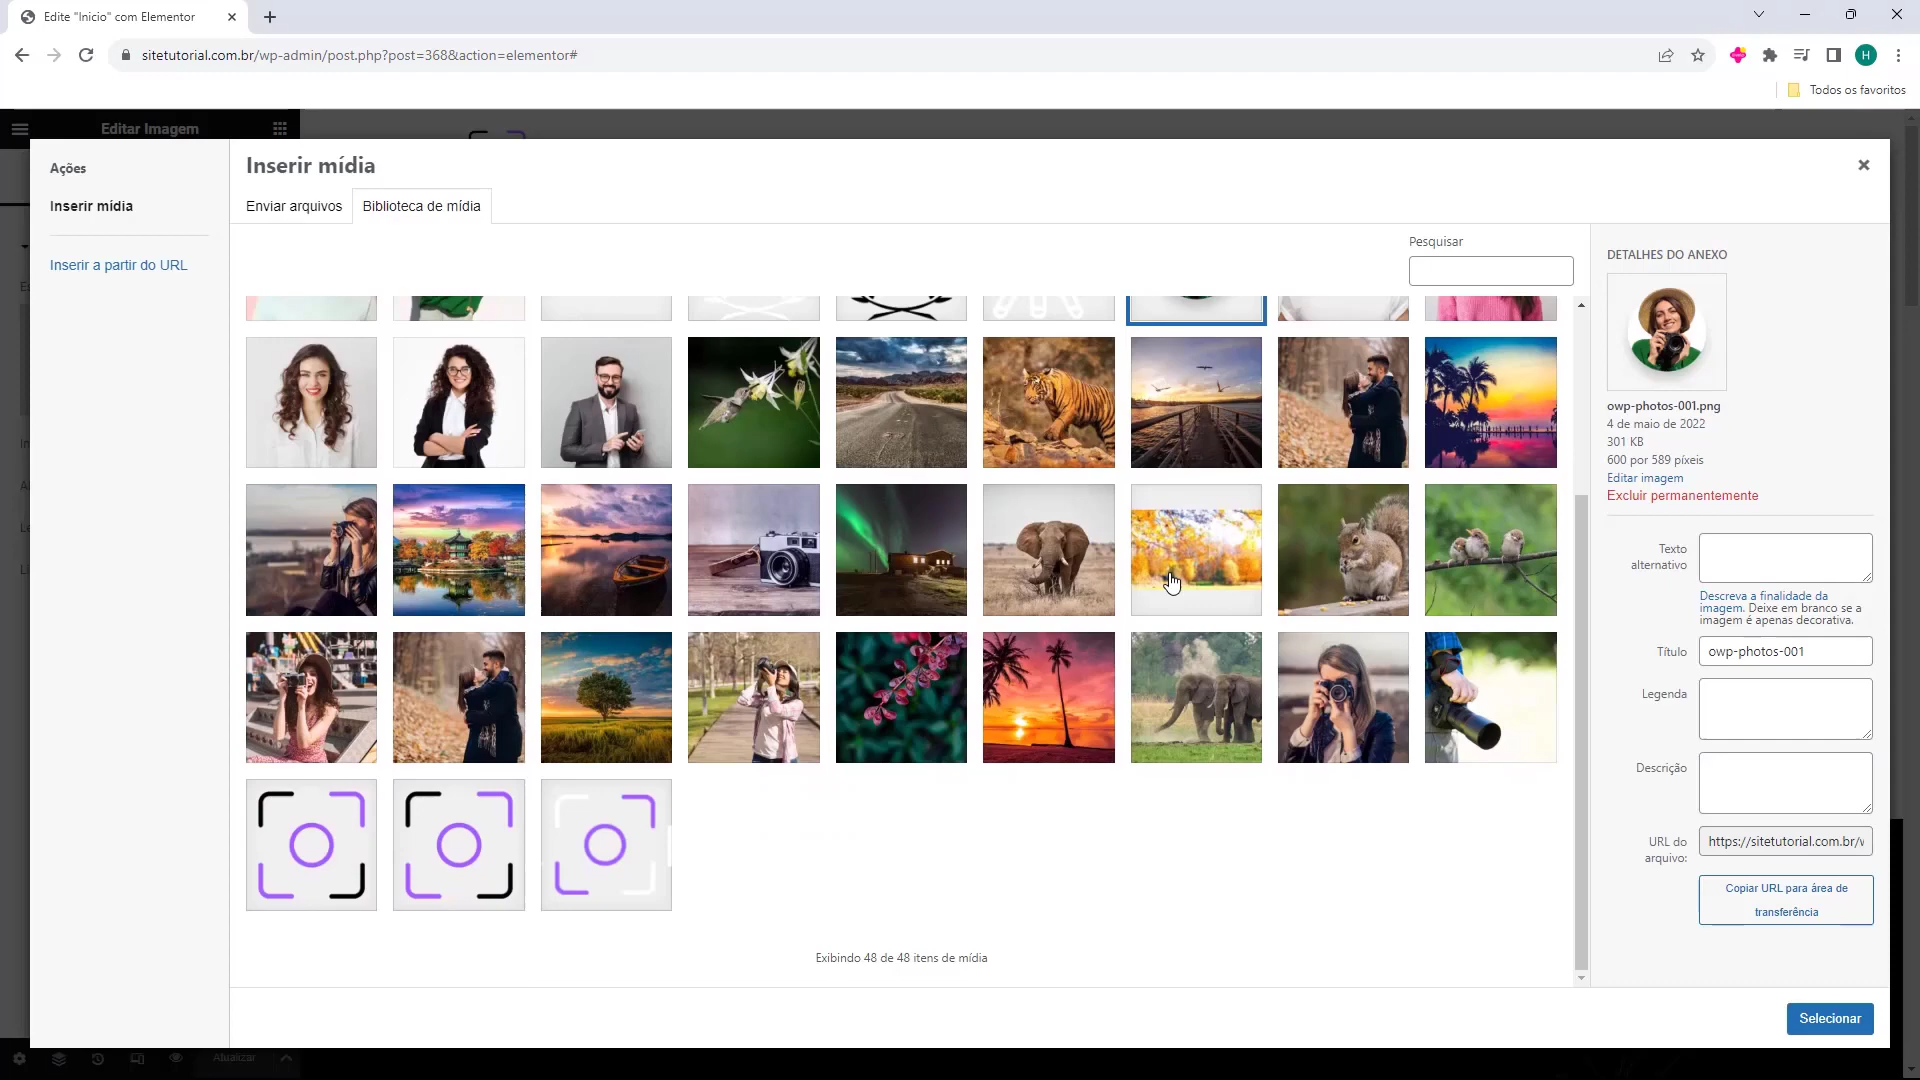 Edite "Inicio" com Elementor
sitetutorial.com.br/wp-admin/post.php?post=368&action=elementor#
H
Todos os favoritos
Editar Imagem
Ações
Inserir mídia
Inserir a partir do URL
Inserir mídia
Enviar arquivos
Biblioteca de mídia
Pesquisar
DETALHES DO ANEXO
owp-photos-001.png
4 de maio de 2022
301 KB
600 por 589 píxeis
Editar imagem
Excluir permanentemente
Texto
alternativo
Descreva a finalidade da
imagem. Deixe em branco se a
imagem é apenas decorativa.
Título
owp-photos-001
Legenda
Descrição
URL do
arquivo:
https://sitetutorial.com.br/
Copiar URL para área de
transferência
Exibindo 48 de 48 itens de mídia
Selecionar
Atualizar